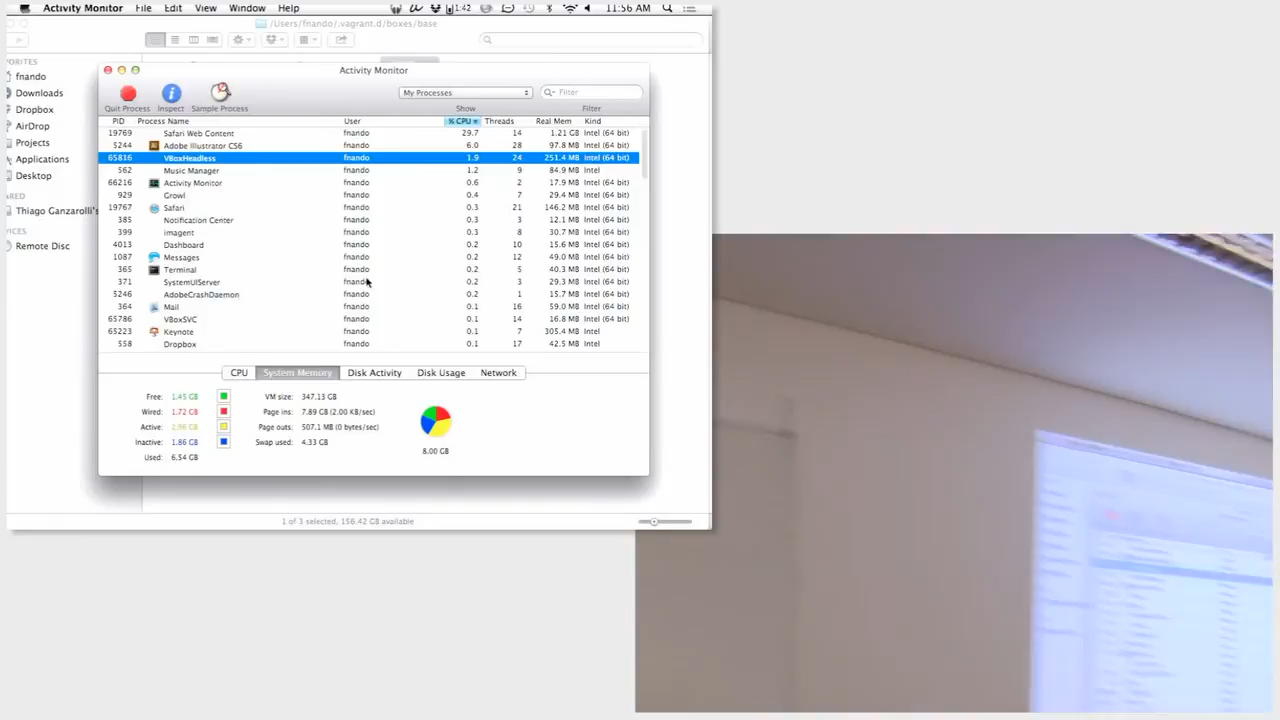 Activity Monitor File Edit View Window Help 1:42 11:56 AM
/Users/fnando/.vagrant.d/boxes/base
VORITES
fnando
Downloads
Dropbox
AirDrop
Projects
Applications
Desktop
ARED
Thiago Ganzarolli's
VICES
Remote Disc
Activity Monitor
My Processes Filter
Quit Process Inspect Sample Process Show Filter
PID Process Name User % CPU Threads Real Mem Kind
19769 Safari Web Content fnando 29.7 14 1.21 GB Intel (64 bit)
5244 Adobe Illustrator CS6 fnando 6.0 28 97.8 MB Intel (64 bit)
65816 VBoxHeadless fnando 1.9 24 251.4 MB Intel (64 bit)
562 Music Manager fnando 1.2 9 84.9 MB Intel
66216 Activity Monitor fnando 0.6 2 17.9 MB Intel (64 bit)
929 Growl fnando 0.4 7 29.4 MB Intel (64 bit)
19767 Safari fnando 0.3 21 146.2 MB Intel (64 bit)
385 Notification Center fnando 0.3 3 12.1 MB Intel (64 bit)
399 imagent fnando 0.3 8 30.7 MB Intel (64 bit)
4013 Dashboard fnando 0.2 10 15.6 MB Intel (64 bit)
1087 Messages fnando 0.2 12 49.0 MB Intel (64 bit)
365 Terminal fnando 0.2 5 40.3 MB Intel (64 bit)
371 SystemUIServer fnando 0.2 3 29.3 MB Intel (64 bit)
5246 AdobeCrashDaemon fnando 0.2 1 15.7 MB Intel (64 bit)
364 Mail fnando 0.1 16 59.0 MB Intel (64 bit)
65786 VBoxSVC fnando 0.1 14 16.8 MB Intel (64 bit)
65223 Keynote fnando 0.1 7 305.4 MB Intel
558 Dropbox fnando 0.1 17 42.5 MB Intel
CPU System Memory Disk Activity Disk Usage Network
Free: 1.45 GB VM size: 347.13 GB
Wired: 1.72 GB Page ins: 7.89 GB (2.00 KB/sec)
Active: 2.96 GB Page outs: 507.1 MB (0 bytes/sec)
Inactive: 1.86 GB Swap used: 4.33 GB
Used: 6.54 GB
8.00 GB
1 of 3 selected, 156.42 GB available